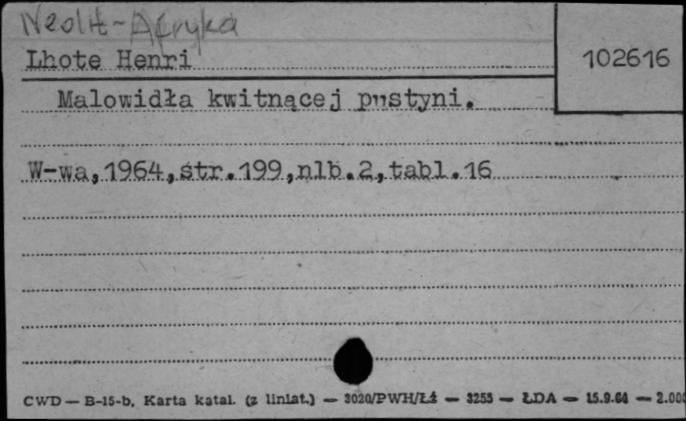 Neolit - Afryka
Lhote Henri
102616
Malowidła kwitnącej pustyni.
W-wa,1964,str.199,nlb.2,tabl.16
CWD — B-15-b, Karta katal. (z liniat.) — 3020/PWH/Łź — 3255 — ŁDA — 15.9.64 — 2.000